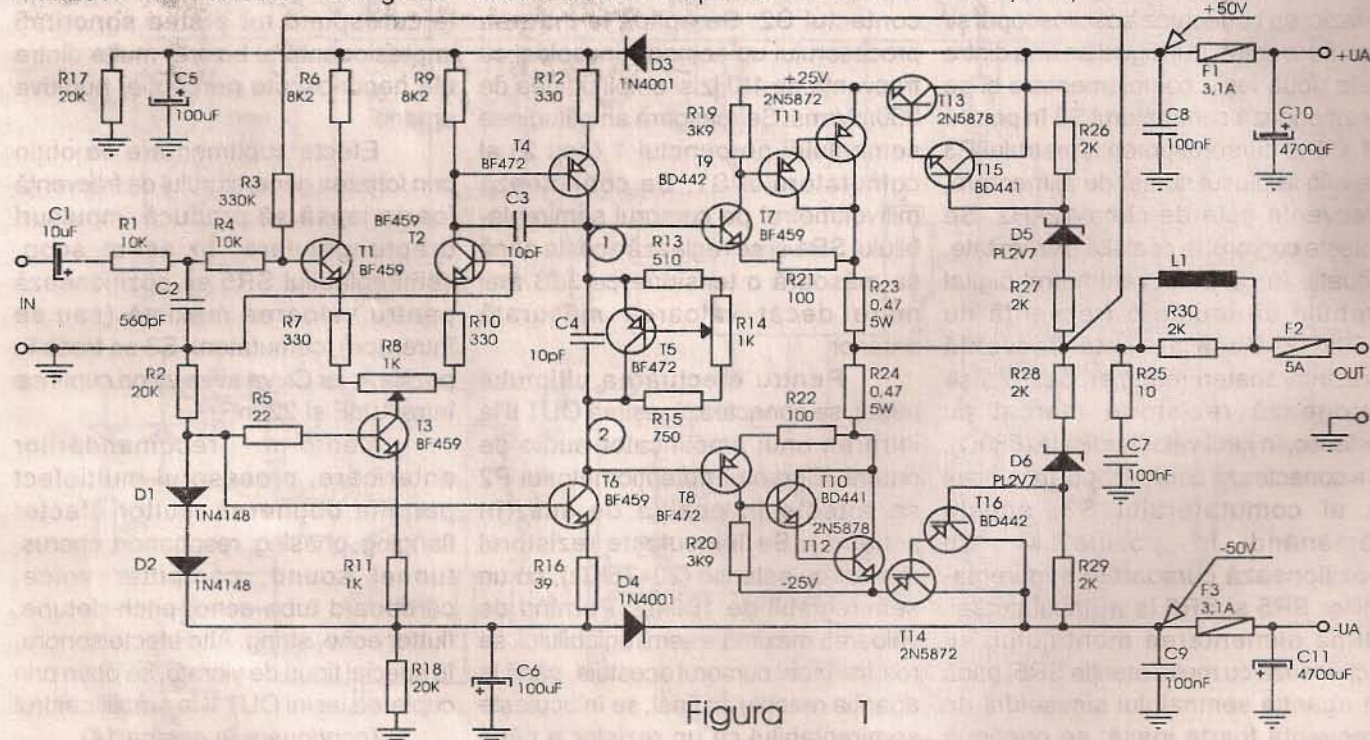 +50V
+UA
F1
3,1A
R17
20K
C5
100uF
R6
8K2
R9
8K2
R12
330
D3
1N4001
+25V
2N5872
T11
T13
2N5878
R19
3K9
T9
BD442
T15
BD441
R26
2K
C8
100nF
C10
4700uF
T4
BF472
R3
330K
C1
10uF
R1
10K
R4
10K
BF459
T2
C3
10pF
T1
BF459
1
R13
510
T7
BF459
R21
100
R23
0.47
5W
D5
PL2V7
L1
R27
2K
R30
2K
F2
5A
OUT
IN
C2
560pF
R7
330
R8
1K
R10
330
C4
10pF
T5
BF472
R14
1K
R24
0.47
5W
R28
2K
R25
10
R2
20K
R5
22
T3
BF459
R15
750
2
R22
100
C7
100nF
D6
PL2V7
D1
1N4148
D2
1N4148
T6
BF459
T8
BF472
T10
BD441
2N5878
T12
T16
BD442
R20
3K9
-25V
-50V
R11
1K
R16
39
D4
1N4001
R29
2K
F3
3,1A
-UA
T14
2N5872
R18
20K
C6
100uF
C9
100nF
C11
4700uF
Figura 1